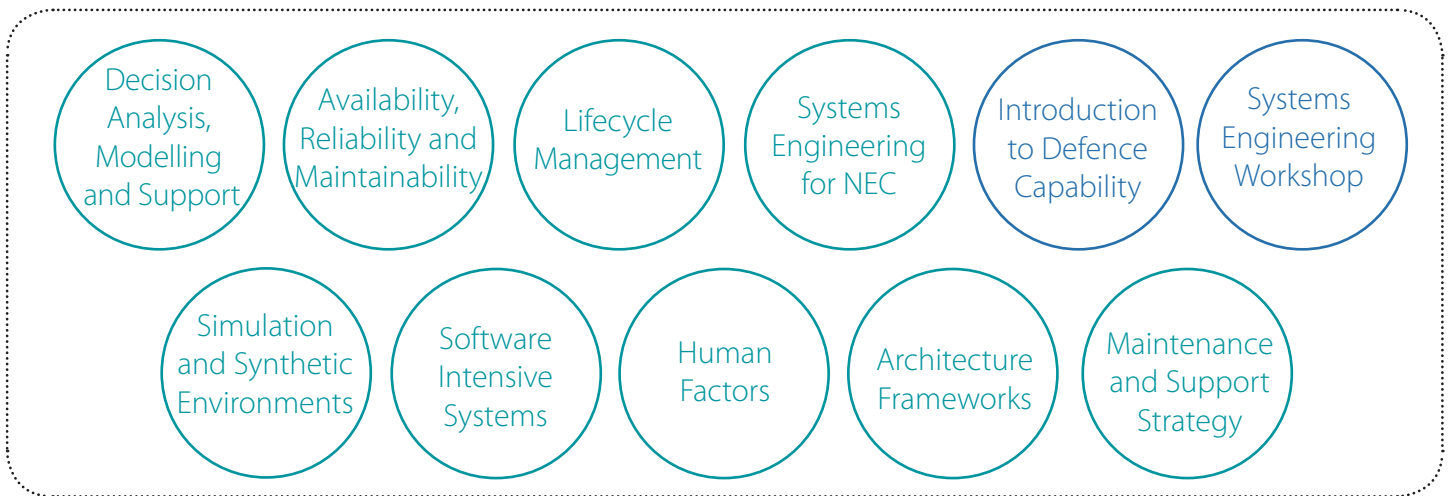 Decision
Analysis,
Modelling
and Support
Availability,
Reliability and
Maintainability
Lifecycle
Management
Systems
Engineering
for NEC
Introduction
to Defence
Capability
Systems
Engineering
Workshop
Simulation
and Synthetic
Environments
Software
Intensive
Systems
Human
Factors
Architecture
Frameworks
Maintenance
and Support
Strategy